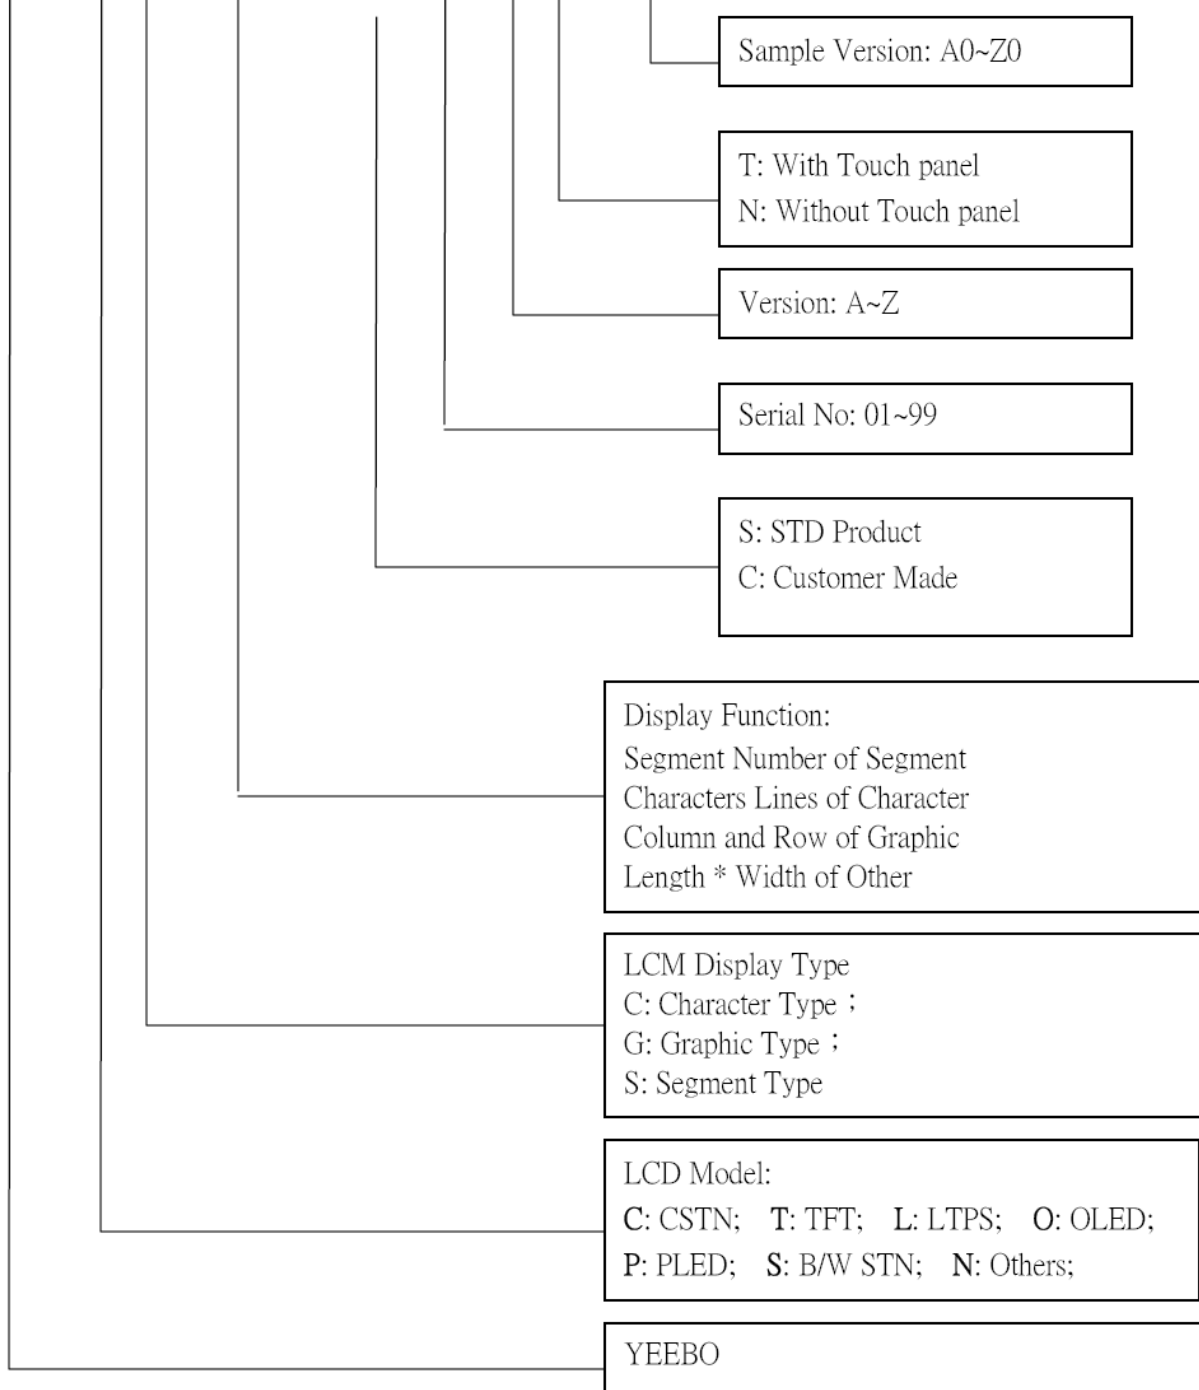 Sample Version: A0~Z0
T: With Touch panel
N: Without Touch panel
Version: A~Z
Serial No: 01~99
S: STD Product
C: Customer Made
Display Function:
Segment Number of Segment
Characters Lines of Character
Column and Row of Graphic
Length * Width of Other
LCM Display Type
C: Character Type；
G: Graphic Type；
S: Segment Type
LCD Model:
C: CSTN; T: TFT; L: LTPS; O: OLED;
P: PLED; S: B/W STN; N: Others;
YEEBO